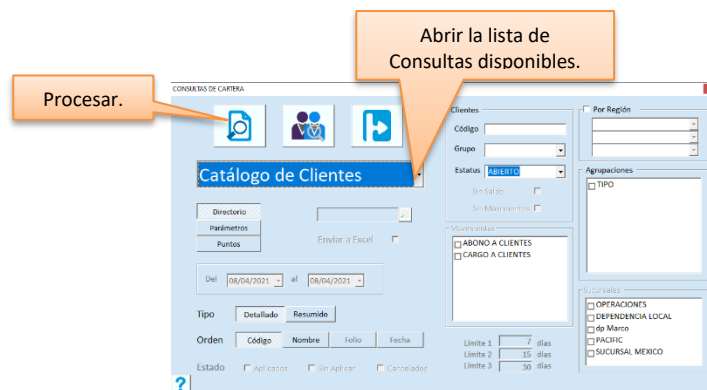 Abrir la lista de
Consultas disponibles.
Procesar.
CONSULTAS DE CARTERA
Catálogo de Clientes
Directorio
Parámetros
Puntos
Enviar a Excel
Del 08/04/2021 al 08/04/2021
Tipo Detallado Resumido
Orden Código Nombre Folio Fecha
Estado Aplicados Sin Aplicar Cancelados
?
Clientes
Código
Grupo
Estatus ABIERTO
Sin Saldo
Sin Movimientos
Movimientos
ABONO A CLIENTES
CARGO A CLIENTES
Límite 1 7 días
Límite 2 15 días
Límite 3 30 días
Por Región
Agrupaciones
TIPO
Sucursales
OPERACIONES
DEPENDENCIA LOCAL
dp Marco
PACIFIC
SUCURSAL MEXICO